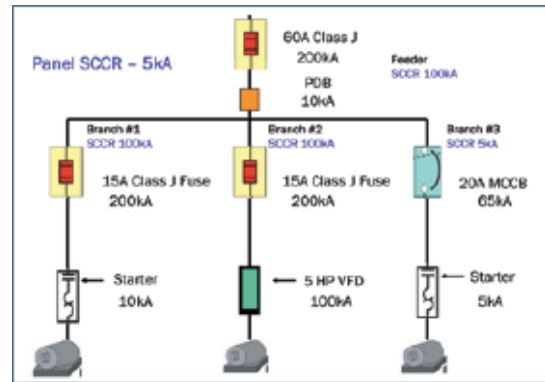 Panel SCCR – 5kA
60A Class J
200kA
Feeder
SCCR 100kA
PDB
10kA
Branch #1
SCCR 100kA
Branch #2
SCCR 100kA
Branch #3
SCCR 5kA
15A Class J Fuse
200kA
15A Class J Fuse
200kA
20A MCCB
65kA
Starter
10kA
5 HP VFD
100kA
Starter
5kA